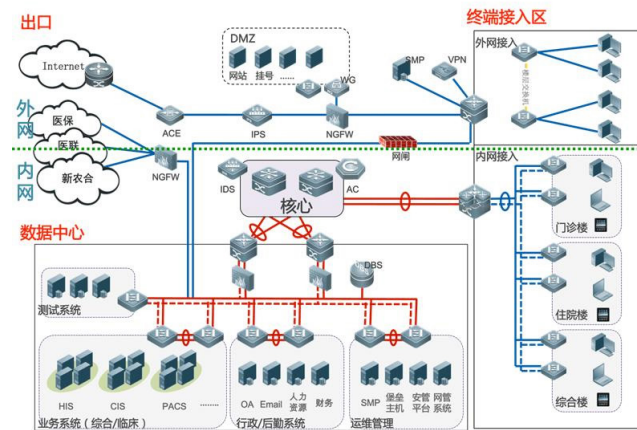 出口
终端接入区
DMZ
SMP
VPN
外网接入
Internet
网站
挂号
......
WG
楼层交换机
ACE
IPS
NGFW
外网
医保
医联
新农合
NGFW
网闸
内网
内网接入
IDS
AC
核心
门诊楼
数据中心
DBS
测试系统
住院楼
HIS
CIS
PACS
........
OA
Email
人力
资源
财务
SMP
堡垒
主机
安管
平台
网管
系统
综合楼
业务系统（综合/临床）
行政/后勤系统
运维管理